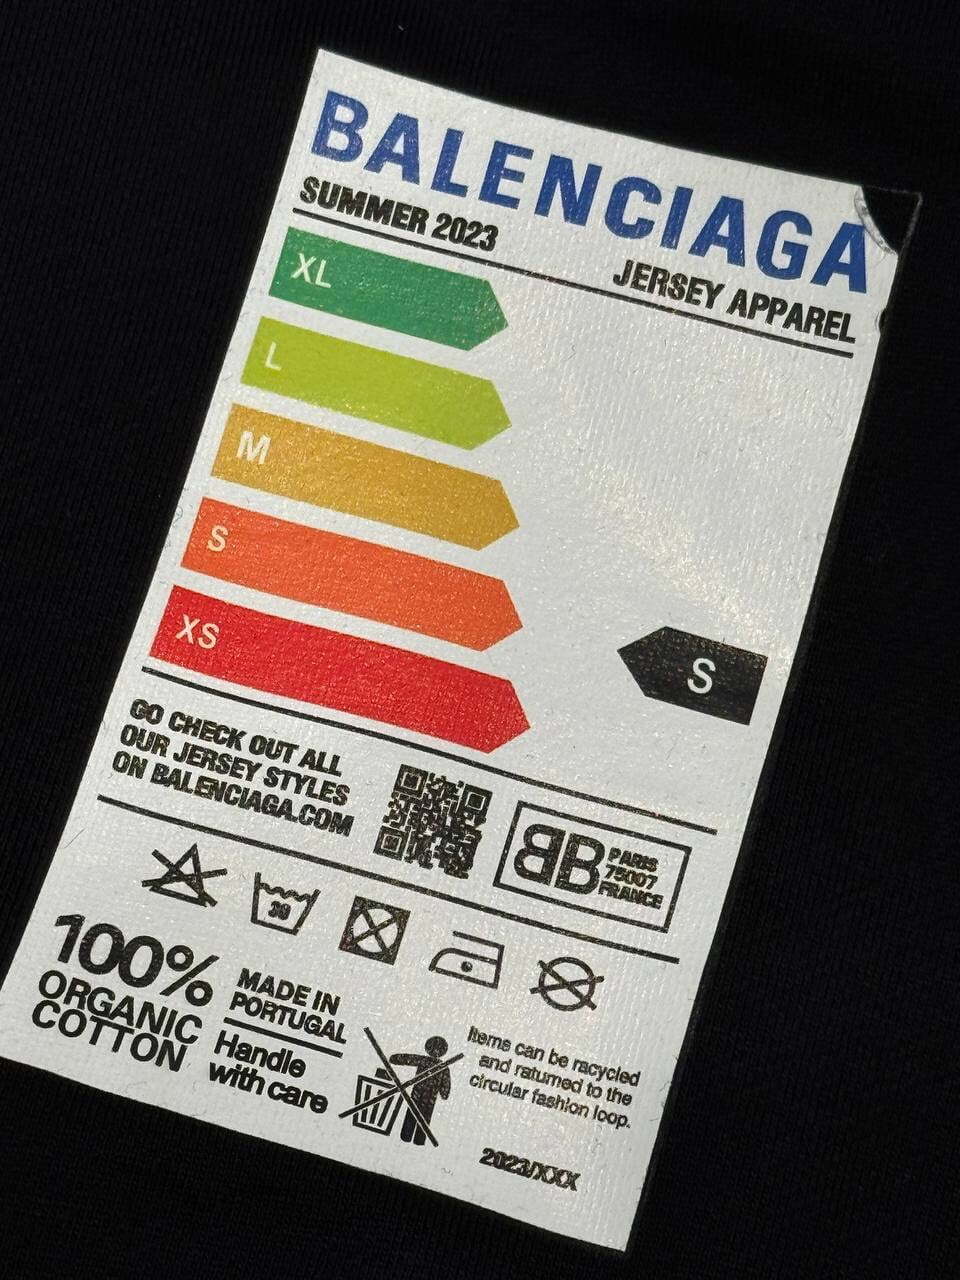 BALENCIAGA
SUMMER 2023
JERSEY APPAREL
XL
L
M
S
XS
S
GO CHECK OUT ALL
OUR JERSEY STYLES
ON BALENCIAGA.COM
BB
PARIS
75007
FRANCE
30
100%
ORGANIC
COTTON
MADE IN
PORTUGAL
Handle
with care
Items can be racycled
and raturned to the
circular fashion loop.
2023/XXX